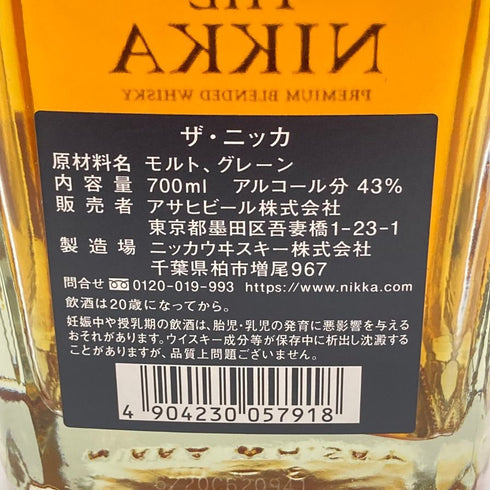 THE
NIKKA
PREMIUM BLENDED WHISKY
ザ・ニッカ
原材料名 モルト、グレーン
内容量 700ml アルコール分 43%
販売者 アサヒビール株式会社
東京都墨田区吾妻橋1-23-1
製造場 ニッカウヰスキー株式会社
千葉県柏市増尾967
問合せ 0120-019-993 https://www.nikka.com/
飲酒は20歳になってから。
妊娠中や授乳期の飲酒は、胎児・乳児の発育に悪影響を与える
おそれがあります。ウイスキー成分等が保存中に析出し沈澱する
ことがありますが、品質上問題ございません。
4 904230 057918